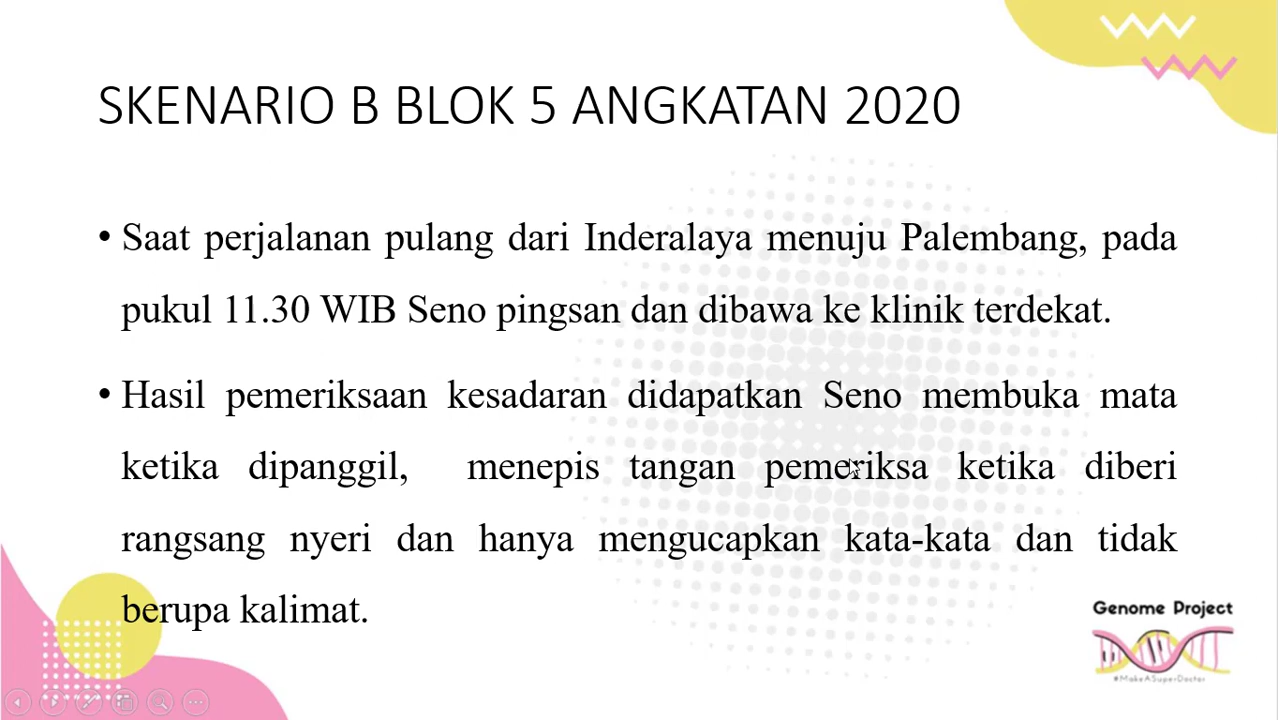 SKENARIO B BLOK 5 ANGKATAN 2020
• Saat perjalanan pulang dari Inderalaya menuju Palembang, pada
pukul 11.30 WIB Seno pingsan dan dibawa ke klinik terdekat.
• Hasil pemeriksaan kesadaran didapatkan Seno membuka mata
ketika dipanggil, menepis tangan pemeriksa ketika diberi
rangsang nyeri dan hanya mengucapkan kata-kata dan tidak
berupa kalimat.
Genome Project
#MakeASuperDoctor